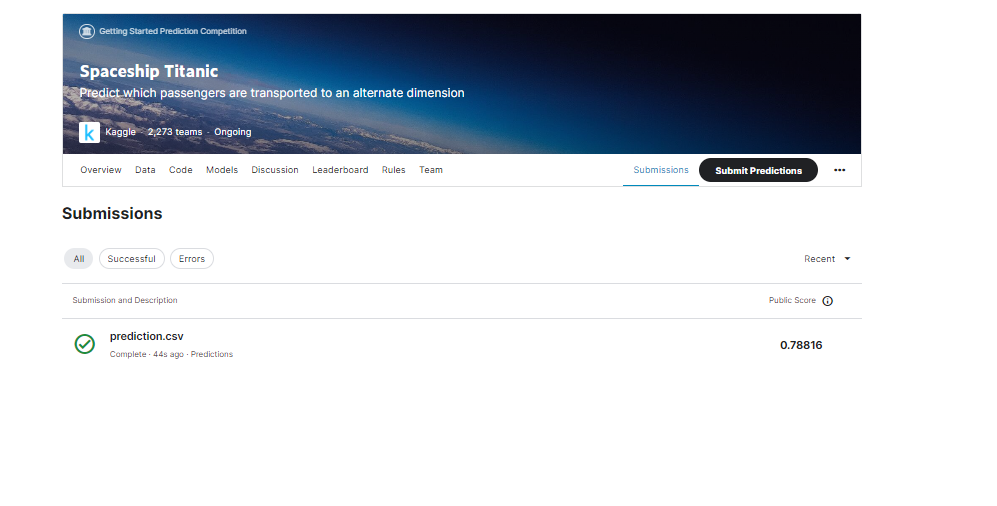 Getting Started Prediction Competition
Spaceship Titanic
Predict which passengers are transported to an alternate dimension
k Kaggle · 2,273 teams · Ongoing
Overview Data Code Models Discussion Leaderboard Rules Team Submissions Submit Predictions •••
Submissions
All Successful Errors Recent
Submission and Description Public Score
prediction.csv
Complete · 44s ago · Predictions
0.78816